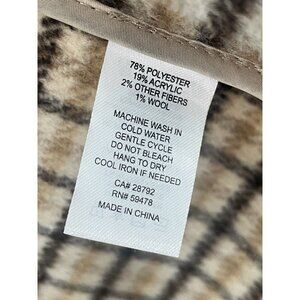 78% POLYESTER
19% ACRYLIC
2% OTHER FIBERS
1% WOOL
MACHINE WASH IN
COLD WATER
GENTLE CYCLE
DO NOT BLEACH
HANG TO DRY
COOL IRON IF NEEDED
CA# 28792
RN# 59478
MADE IN CHINA